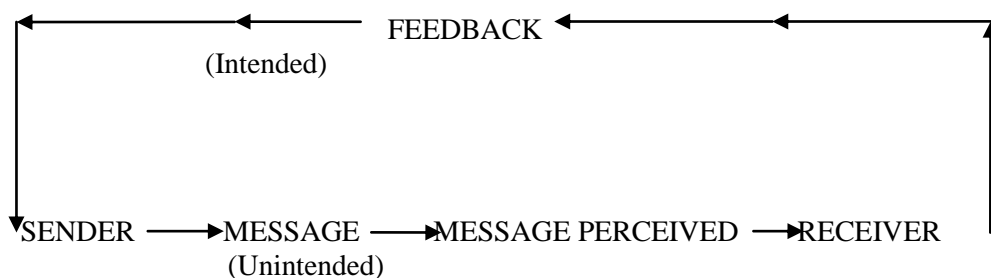 FEEDBACK
(Intended)
SENDER MESSAGE MESSAGE PERCEIVED RECEIVER
(Unintended)